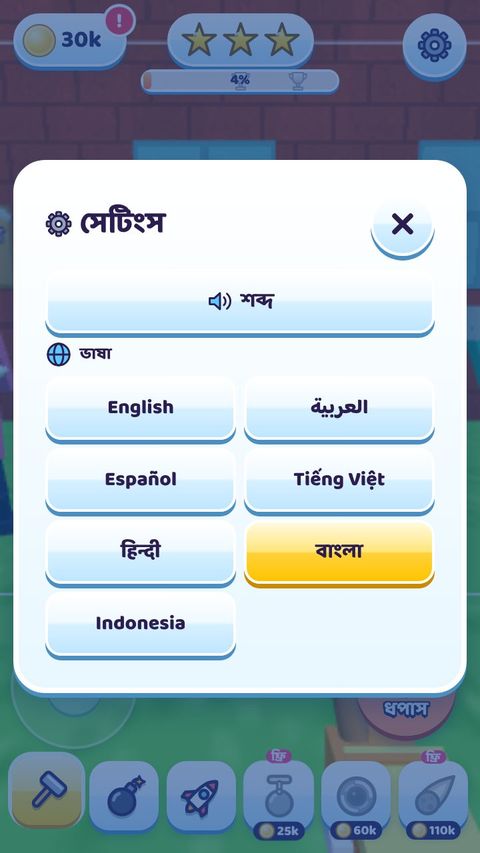 30k
!
4%
সেটিংস
শব্দ
ভাষা
English
العربية
Español
Tiếng Việt
हिन्दी
বাংলা
Indonesia
ধপাস
ফ্রি
ফ্রি
25k
60k
110k